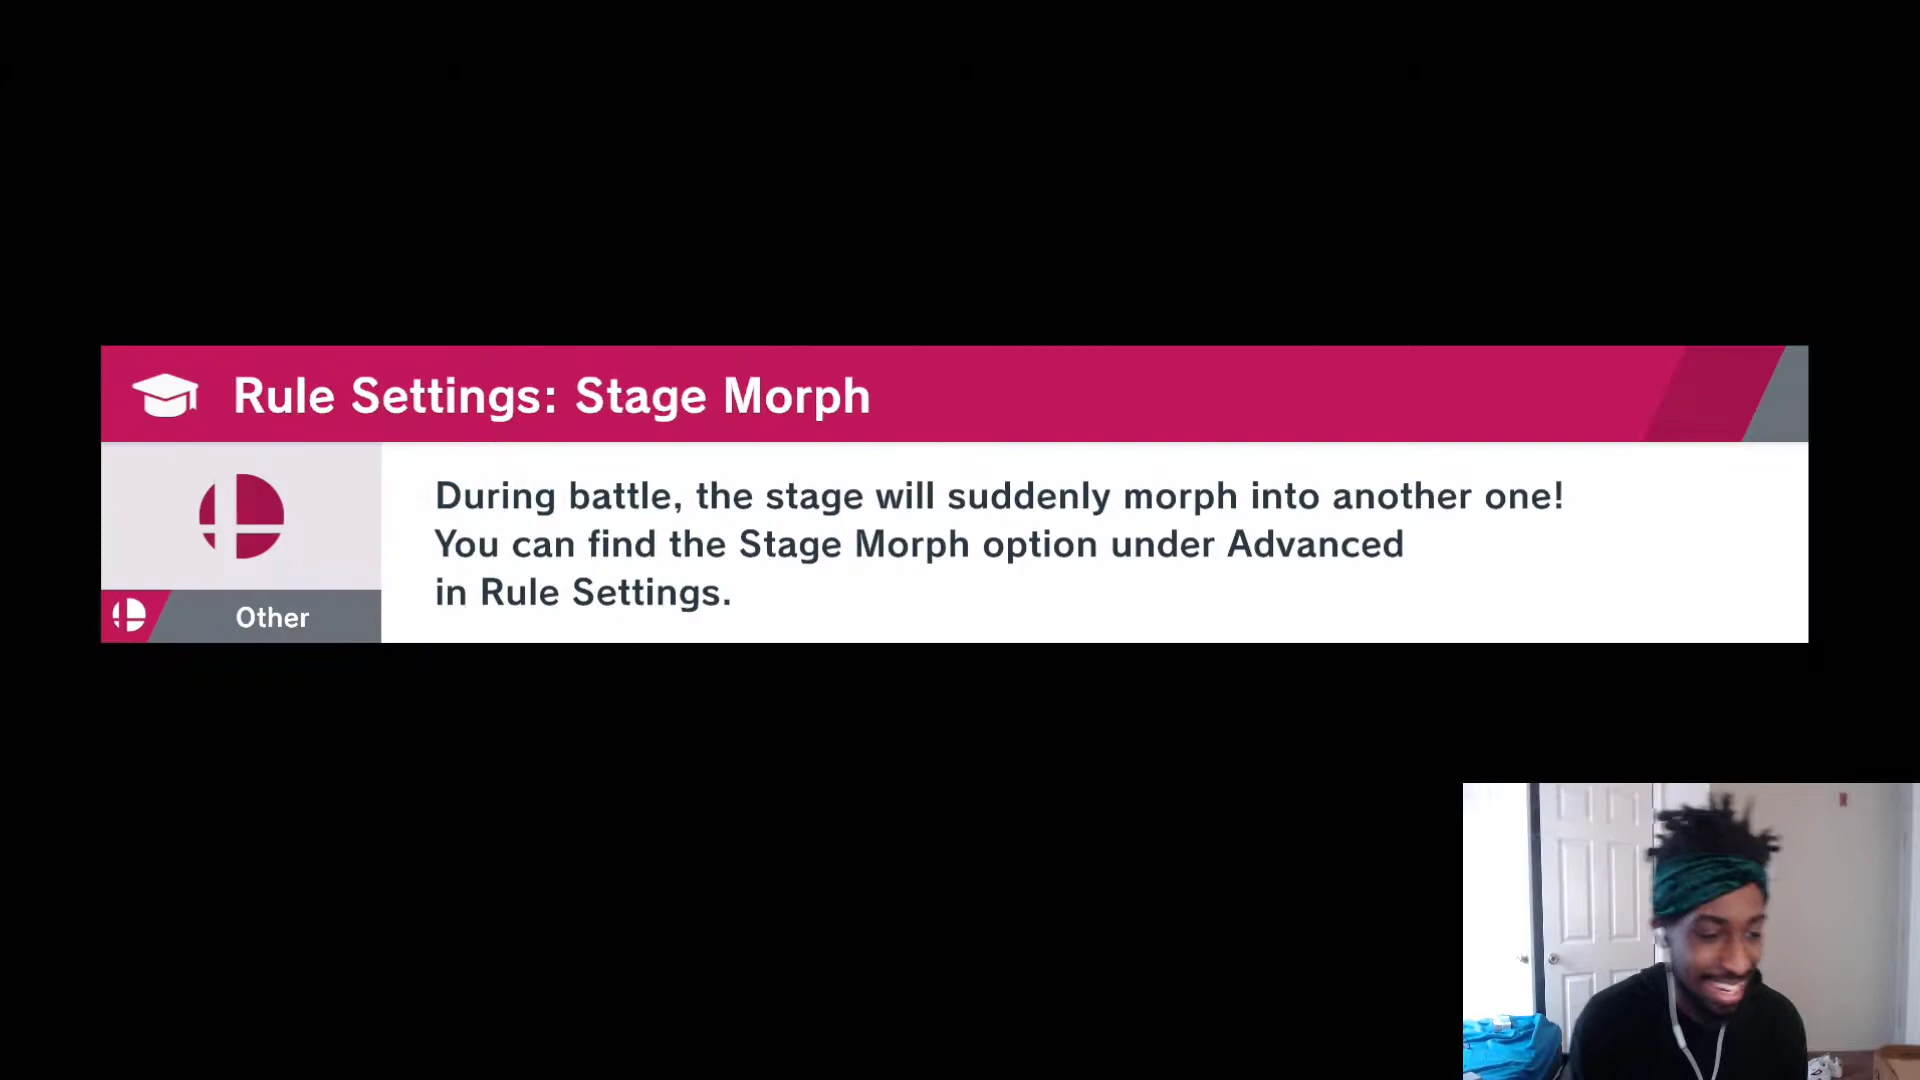 Rule Settings: Stage Morph
During battle, the stage will suddenly morph into another one!
You can find the Stage Morph option under Advanced
in Rule Settings.
Other